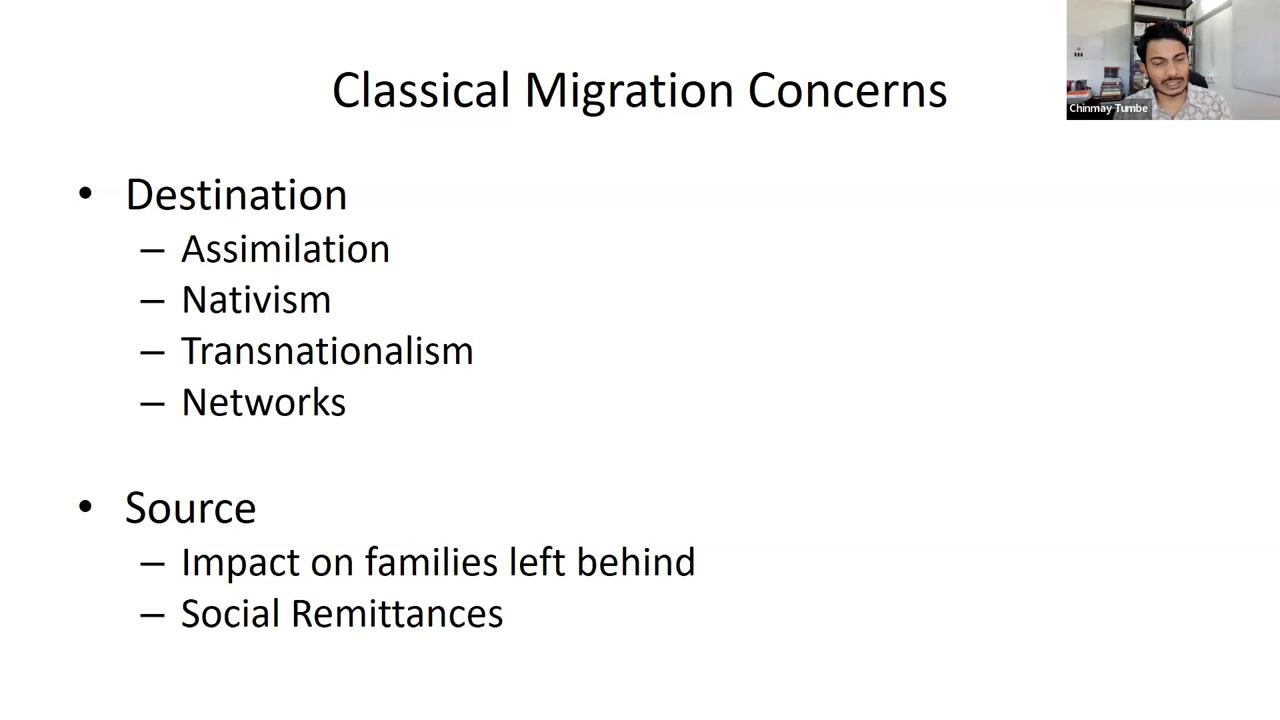 Classical Migration Concerns
Chinmay Tumbe
• Destination
– Assimilation
– Nativism
– Transnationalism
– Networks
• Source
– Impact on families left behind
– Social Remittances